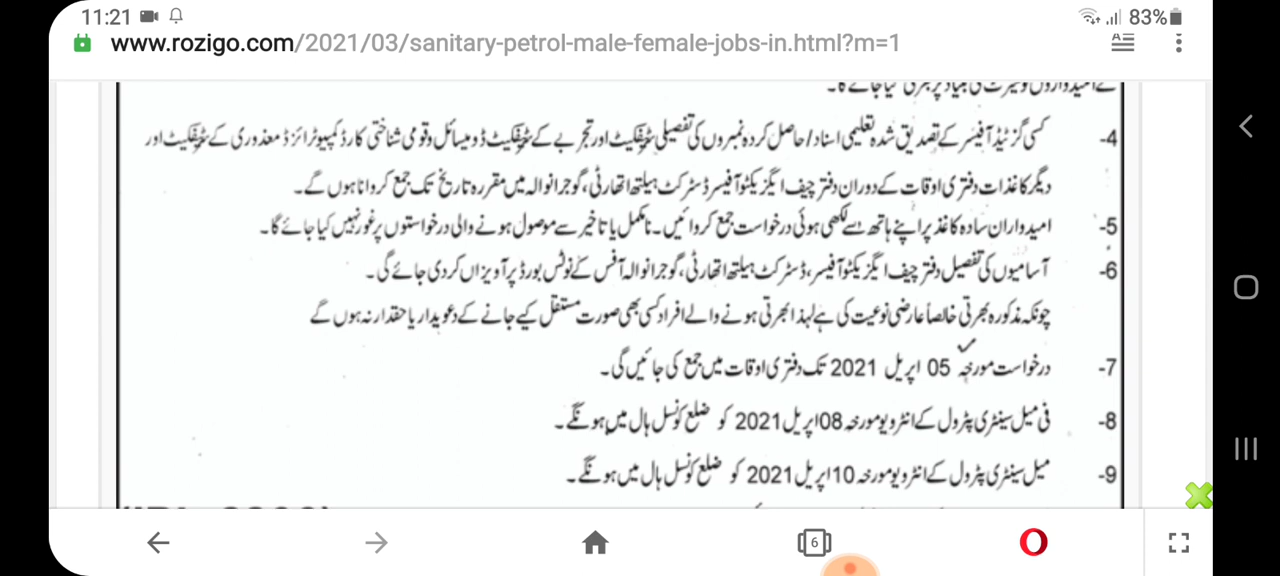 11:21
83%
www.rozigo.com/2021/03/sanitary-petrol-male-female-jobs-in.html?m=1
4- کسی گزیٹڈ آفیسر کے تصدیق شدہ تعلیمی اسناد/حاصل کردہ نمبروں کی تفصیلی سرٹیفکیٹ اور تجربے کے سرٹیفکیٹ ڈومیسائل وقومی شناختی کارڈ کمپیوٹرائزڈ معذوری کے سرٹیفکیٹ اور
دیگر کاغذات دفتری اوقات کے دوران دفتر چیف ایگزیکٹو آفیسر ڈسٹرکٹ ہیلتھ اتھارٹی، گوجرانوالہ میں مقررہ تاریخ تک جمع کروانا ہوں گے۔
5- امیدواران سادہ کاغذ پر اپنے ہاتھ سے لکھی ہوئی درخواست جمع کروائیں۔ نامکمل یا تاخیر سے موصول ہونے والی درخواستوں پر غور نہیں کیا جائے گا۔
6- آسامیوں کی تفصیل دفتر چیف ایگزیکٹو آفیسر، ڈسٹرکٹ ہیلتھ اتھارٹی، گوجرانوالہ آفس کے نوٹس بورڈ پر آویزاں کر دی جائے گی۔
چونکہ مذکورہ بھرتی خالصاً عارضی نوعیت کی ہے لہذا بھرتی ہونے والے افراد کسی بھی صورت مستقل کیے جانے کے دعویدار یا حقدار نہ ہوں گے
7- درخواست مورخہ 05 اپریل 2021 تک دفتری اوقات میں جمع کی جائیں گی۔
8- فی میل سینٹری پٹرول کے انٹرویو مورخہ 08 اپریل 2021 کو ضلع کونسل ہال میں ہونگے۔
9- میل سینٹری پٹرول کے انٹرویو مورخہ 10 اپریل 2021 کو ضلع کونسل ہال میں ہونگے۔
6